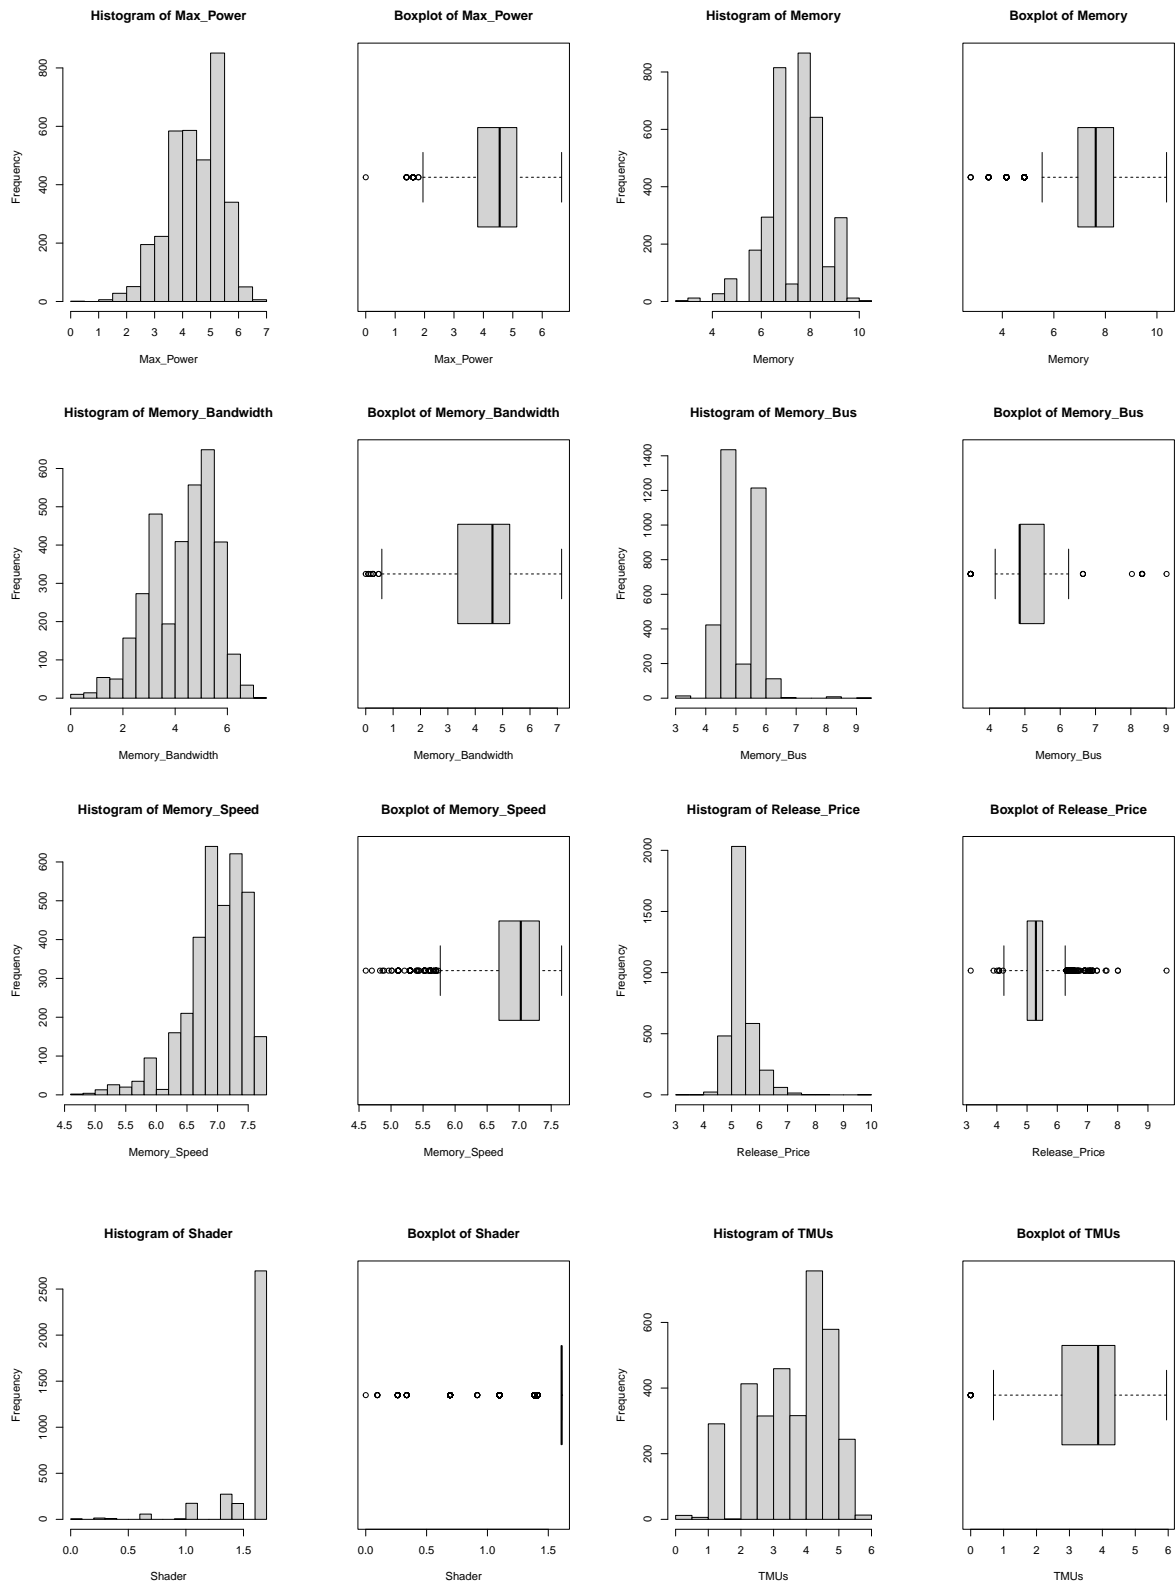 Histogram of Max_Power
Boxplot of Max_Power
Histogram of Memory
Boxplot of Memory
Frequency
0 200 400 600 800
0 1 2 3 4 5 6 7
Max_Power
0 1 2 3 4 5 6
Max_Power
Frequency
0 200 400 600 800
4 6 8 10
Memory
4 6 8 10
Memory
Histogram of Memory_Bandwidth
Boxplot of Memory_Bandwidth
Histogram of Memory_Bus
Boxplot of Memory_Bus
Frequency
0 100 200 300 400 500 600
0 2 4 6
Memory_Bandwidth
0 1 2 3 4 5 6 7
Memory_Bandwidth
Frequency
0 200 400 600 800 1000 1200 1400
3 4 5 6 7 8 9
Memory_Bus
4 5 6 7 8 9
Memory_Bus
Histogram of Memory_Speed
Boxplot of Memory_Speed
Histogram of Release_Price
Boxplot of Release_Price
Frequency
0 100 200 300 400 500 600
4.5 5.0 5.5 6.0 6.5 7.0 7.5
Memory_Speed
4.5 5.0 5.5 6.0 6.5 7.0 7.5
Memory_Speed
Frequency
0 500 1000 1500 2000
3 4 5 6 7 8 9 10
Release_Price
3 4 5 6 7 8 9
Release_Price
Histogram of Shader
Boxplot of Shader
Histogram of TMUs
Boxplot of TMUs
Frequency
0 500 1000 1500 2000 2500
0.0 0.5 1.0 1.5
Shader
0.0 0.5 1.0 1.5
Shader
Frequency
0 200 400 600
0 1 2 3 4 5 6
TMUs
0 1 2 3 4 5 6
TMUs